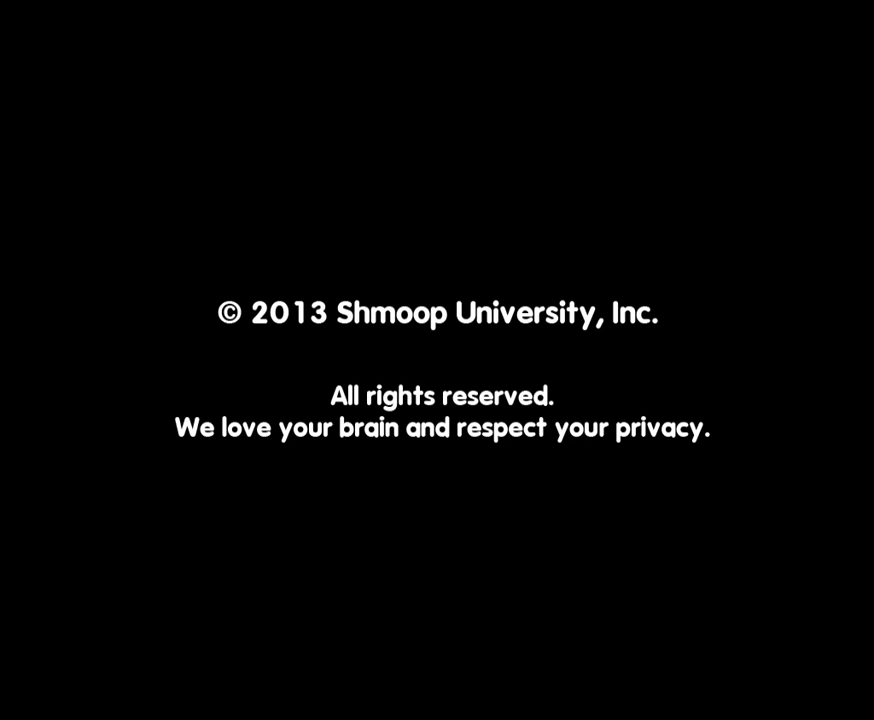 © 2013 Shmoop University, Inc.
All rights reserved.
We love your brain and respect your privacy.